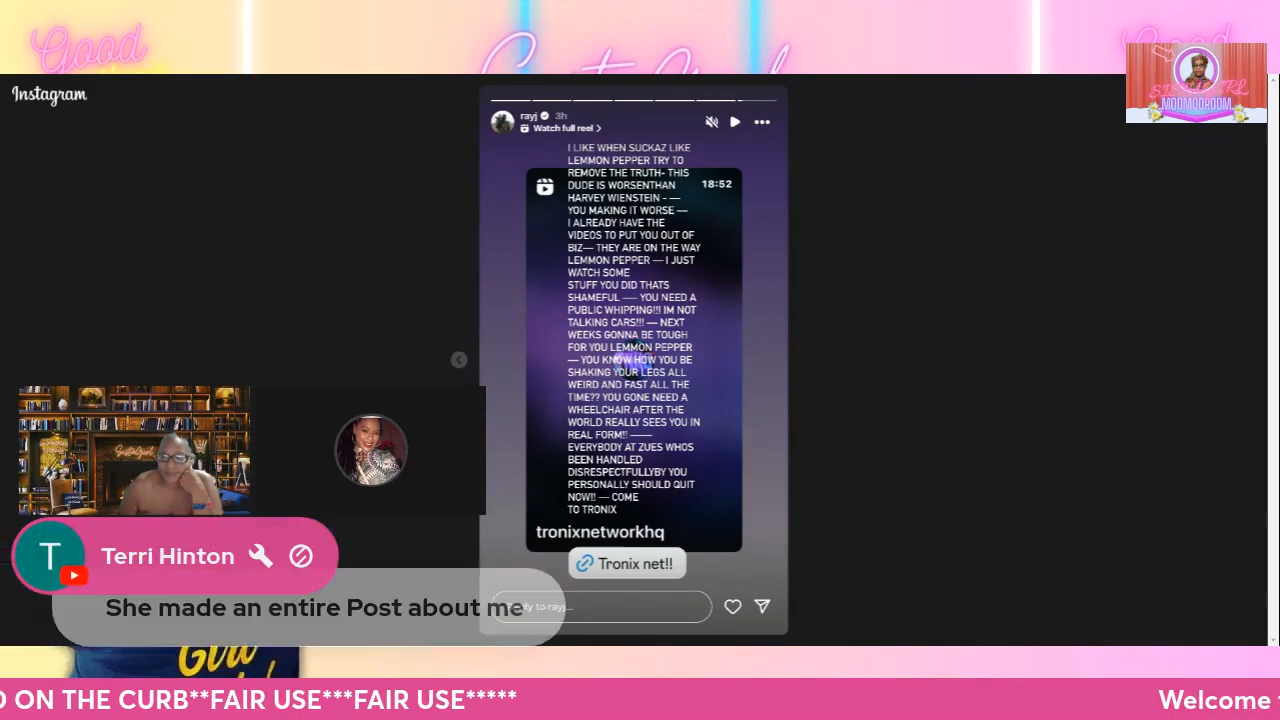 Good
Instagram
rayj 3h
Watch full reel >
I LIKE WHEN SUCKAZ LIKE
LEMMON PEPPER TRY TO
REMOVE THE TRUTH- THIS
DUDE IS WORSENTHAN
HARVEY WIENSTEIN - —
YOU MAKING IT WORSE —
I ALREADY HAVE THE
VIDEOS TO PUT YOU OUT OF
BIZ— THEY ARE ON THE WAY
LEMMON PEPPER — I JUST
WATCH SOME
STUFF YOU DID THATS
SHAMEFUL —– YOU NEED A
PUBLIC WHIPPING!!! IM NOT
TALKING CARS!!! — NEXT
WEEKS GONNA BE TOUGH
FOR YOU LEMMON PEPPER
— YOU KNOW HOW YOU BE
SHAKING YOUR LEGS ALL
WEIRD AND FAST ALL THE
TIME?? YOU GONE NEED A
WHEELCHAIR AFTER THE
WORLD REALLY SEES YOU IN
REAL FORM!! —–
EVERYBODY AT ZUES WHOS
BEEN HANDLED
DISRESPECTFULLYBY YOU
PERSONALLY SHOULD QUIT
NOW!! — COME
TO TRONIX
18:52
tronixnetworkhq
Tronix net!!
to rayj...
MOOMOOROOM
SistaGurl
T
Terri Hinton
She made an entire Post about me
Girl
ON THE CURB**FAIR USE***FAIR USE*****
Welcome